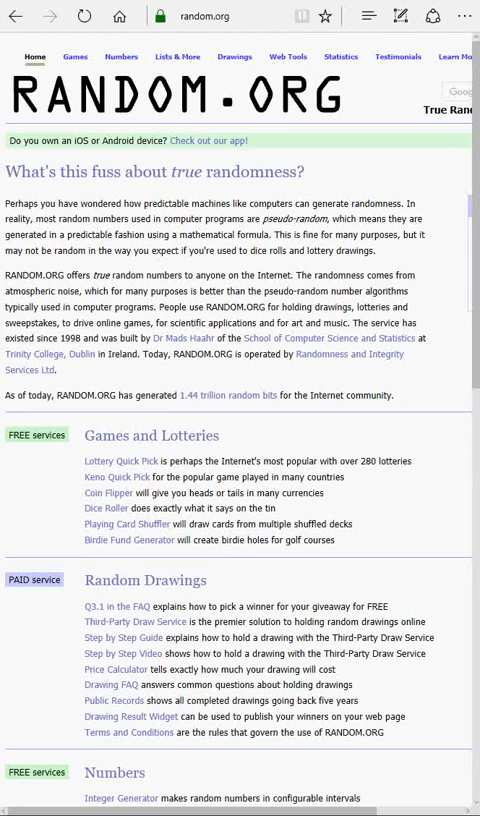 random.org
Home Games Numbers Lists & More Drawings Web Tools Statistics Testimonials Learn Mo
RANDOM.ORG
Goog
True Rand
Do you own an iOS or Android device? Check out our app!
What's this fuss about true randomness?
Perhaps you have wondered how predictable machines like computers can generate randomness. In
reality, most random numbers used in computer programs are pseudo-random, which means they are
generated in a predictable fashion using a mathematical formula. This is fine for many purposes, but it
may not be random in the way you expect if you're used to dice rolls and lottery drawings.
RANDOM.ORG offers true random numbers to anyone on the Internet. The randomness comes from
atmospheric noise, which for many purposes is better than the pseudo-random number algorithms
typically used in computer programs. People use RANDOM.ORG for holding drawings, lotteries and
sweepstakes, to drive online games, for scientific applications and for art and music. The service has
existed since 1998 and was built by Dr Mads Haahr of the School of Computer Science and Statistics at
Trinity College, Dublin in Ireland. Today, RANDOM.ORG is operated by Randomness and Integrity
Services Ltd.
As of today, RANDOM.ORG has generated 1.44 trillion random bits for the Internet community.
FREE services
Games and Lotteries
Lottery Quick Pick is perhaps the Internet's most popular with over 280 lotteries
Keno Quick Pick for the popular game played in many countries
Coin Flipper will give you heads or tails in many currencies
Dice Roller does exactly what it says on the tin
Playing Card Shuffler will draw cards from multiple shuffled decks
Birdie Fund Generator will create birdie holes for golf courses
PAID service
Random Drawings
Q3.1 in the FAQ explains how to pick a winner for your giveaway for FREE
Third-Party Draw Service is the premier solution to holding random drawings online
Step by Step Guide explains how to hold a drawing with the Third-Party Draw Service
Step by Step Video shows how to hold a drawing with the Third-Party Draw Service
Price Calculator tells exactly how much your drawing will cost
Drawing FAQ answers common questions about holding drawings
Public Records shows all completed drawings going back five years
Drawing Result Widget can be used to publish your winners on your web page
Terms and Conditions are the rules that govern the use of RANDOM.ORG
FREE services
Numbers
Integer Generator makes random numbers in configurable intervals